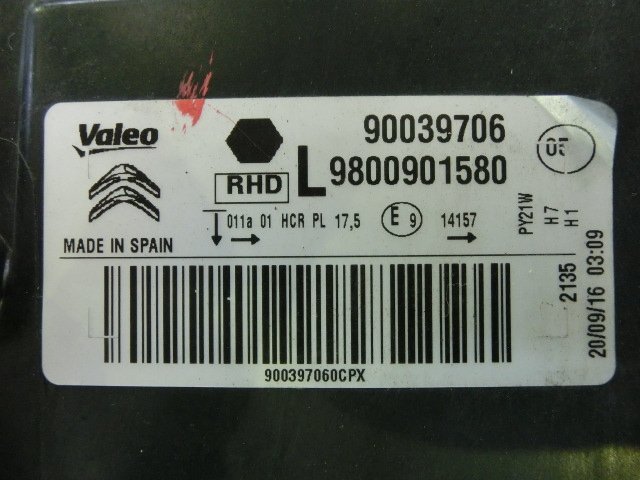 Valeo
90039706
RHD L 9800901580
011a 01 HCR PL 17,5 E 9 14157
MADE IN SPAIN
PY21W
H7
H1
2135
20/09/16 03:09
900397060CPX